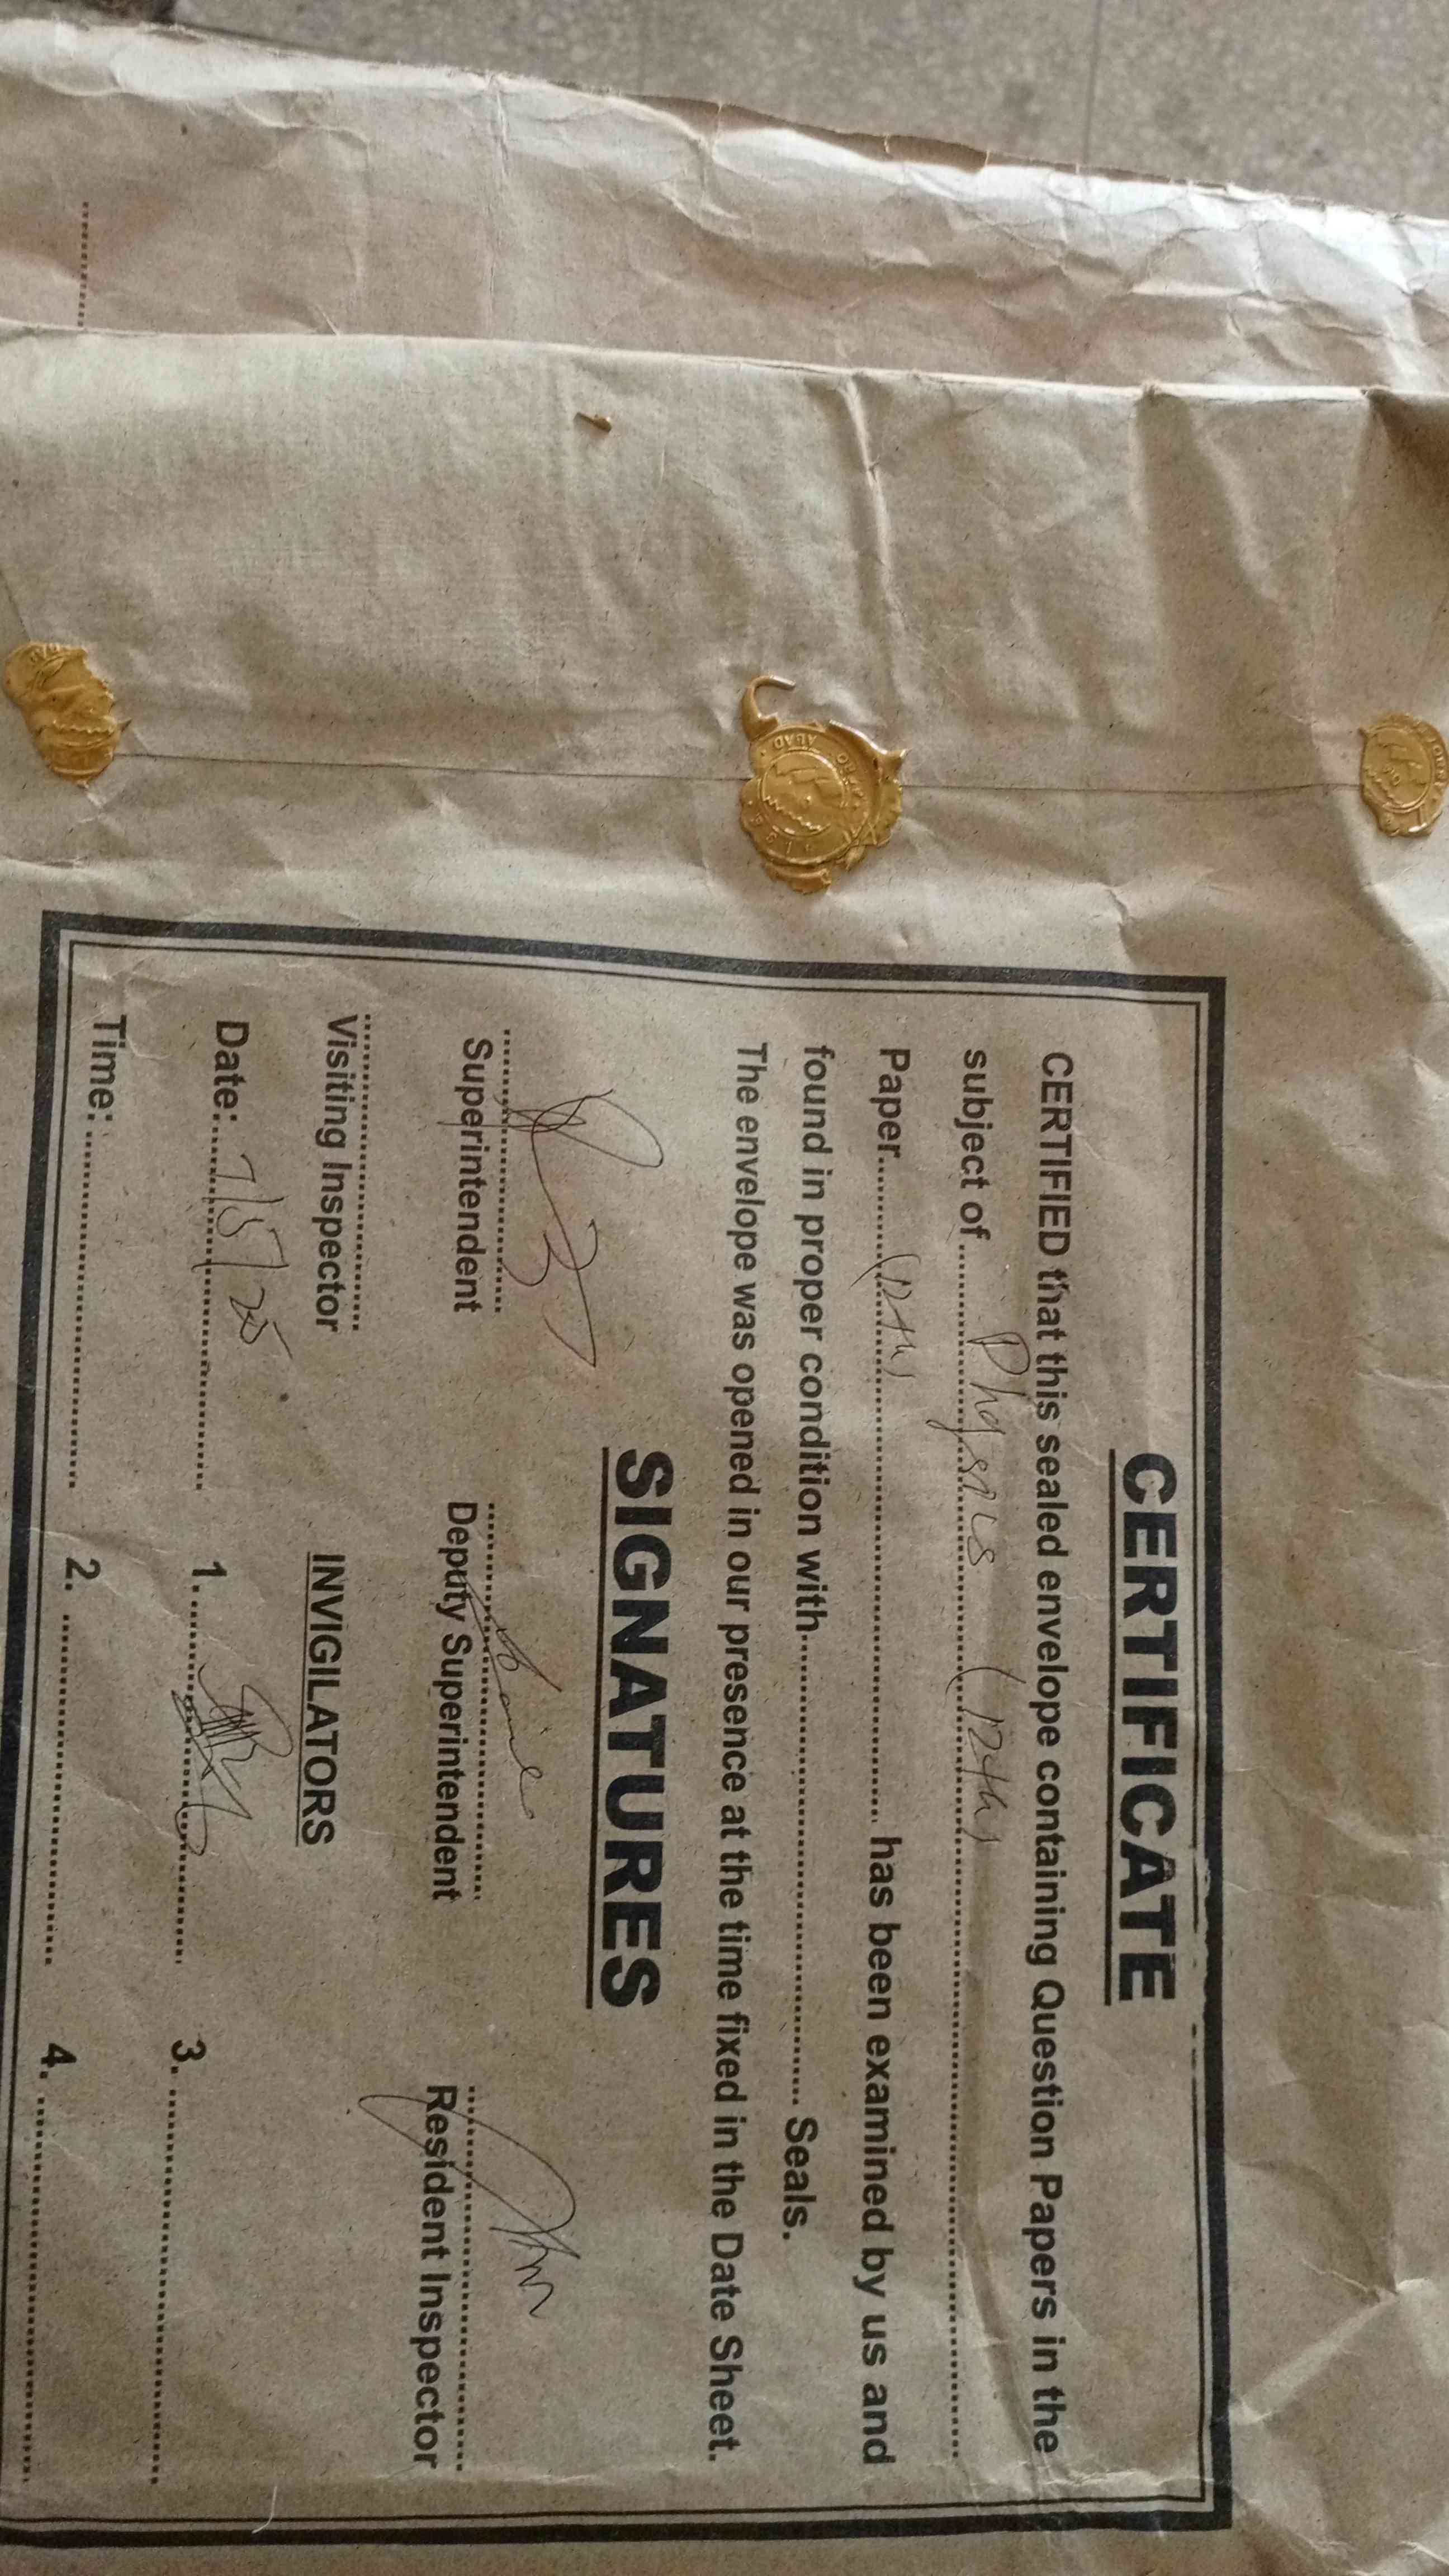 CERTIFICATE
CERTIFIED that this sealed envelope containing Question Papers in the
subject of.......... Physics (12th) ..........
Paper.......... (12th) .......... has been examined by us and
found in proper condition with.......... Seals.
The envelope was opened in our presence at the time fixed in the Date Sheet.
SIGNATURES
Superintendent Deputy Superintendent Resident Inspector
Visiting Inspector INVIGILATORS
Date: 7/5/25 1. .......... 3. ..........
Time: .......... 2. .......... 4. ..........
ABAD